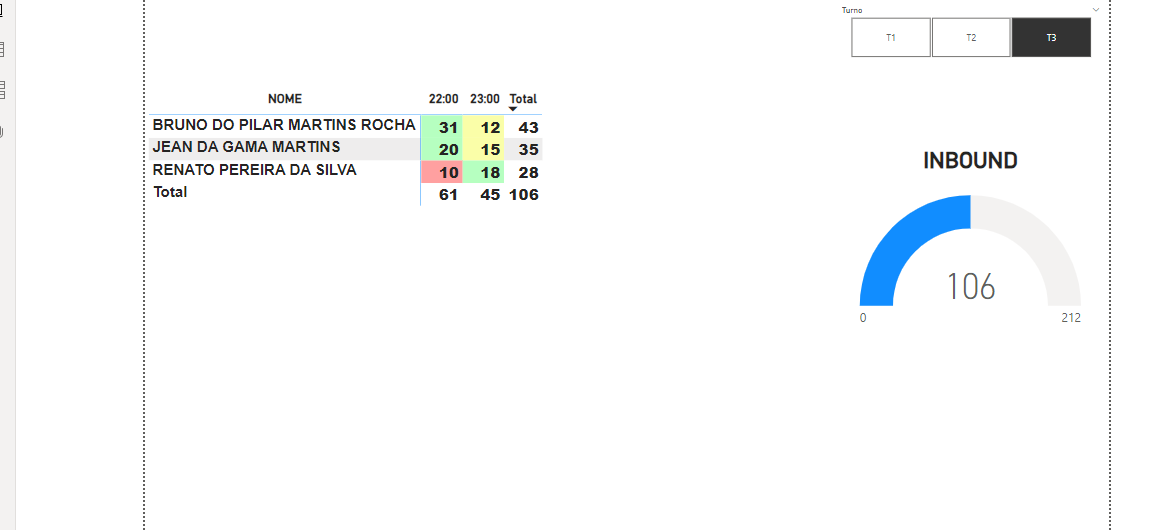 Turno
T1 T2 T3
NOME 22:00 23:00 Total
BRUNO DO PILAR MARTINS ROCHA 31 12 43
JEAN DA GAMA MARTINS 20 15 35
RENATO PEREIRA DA SILVA 10 18 28
Total 61 45 106
INBOUND
106
0 212